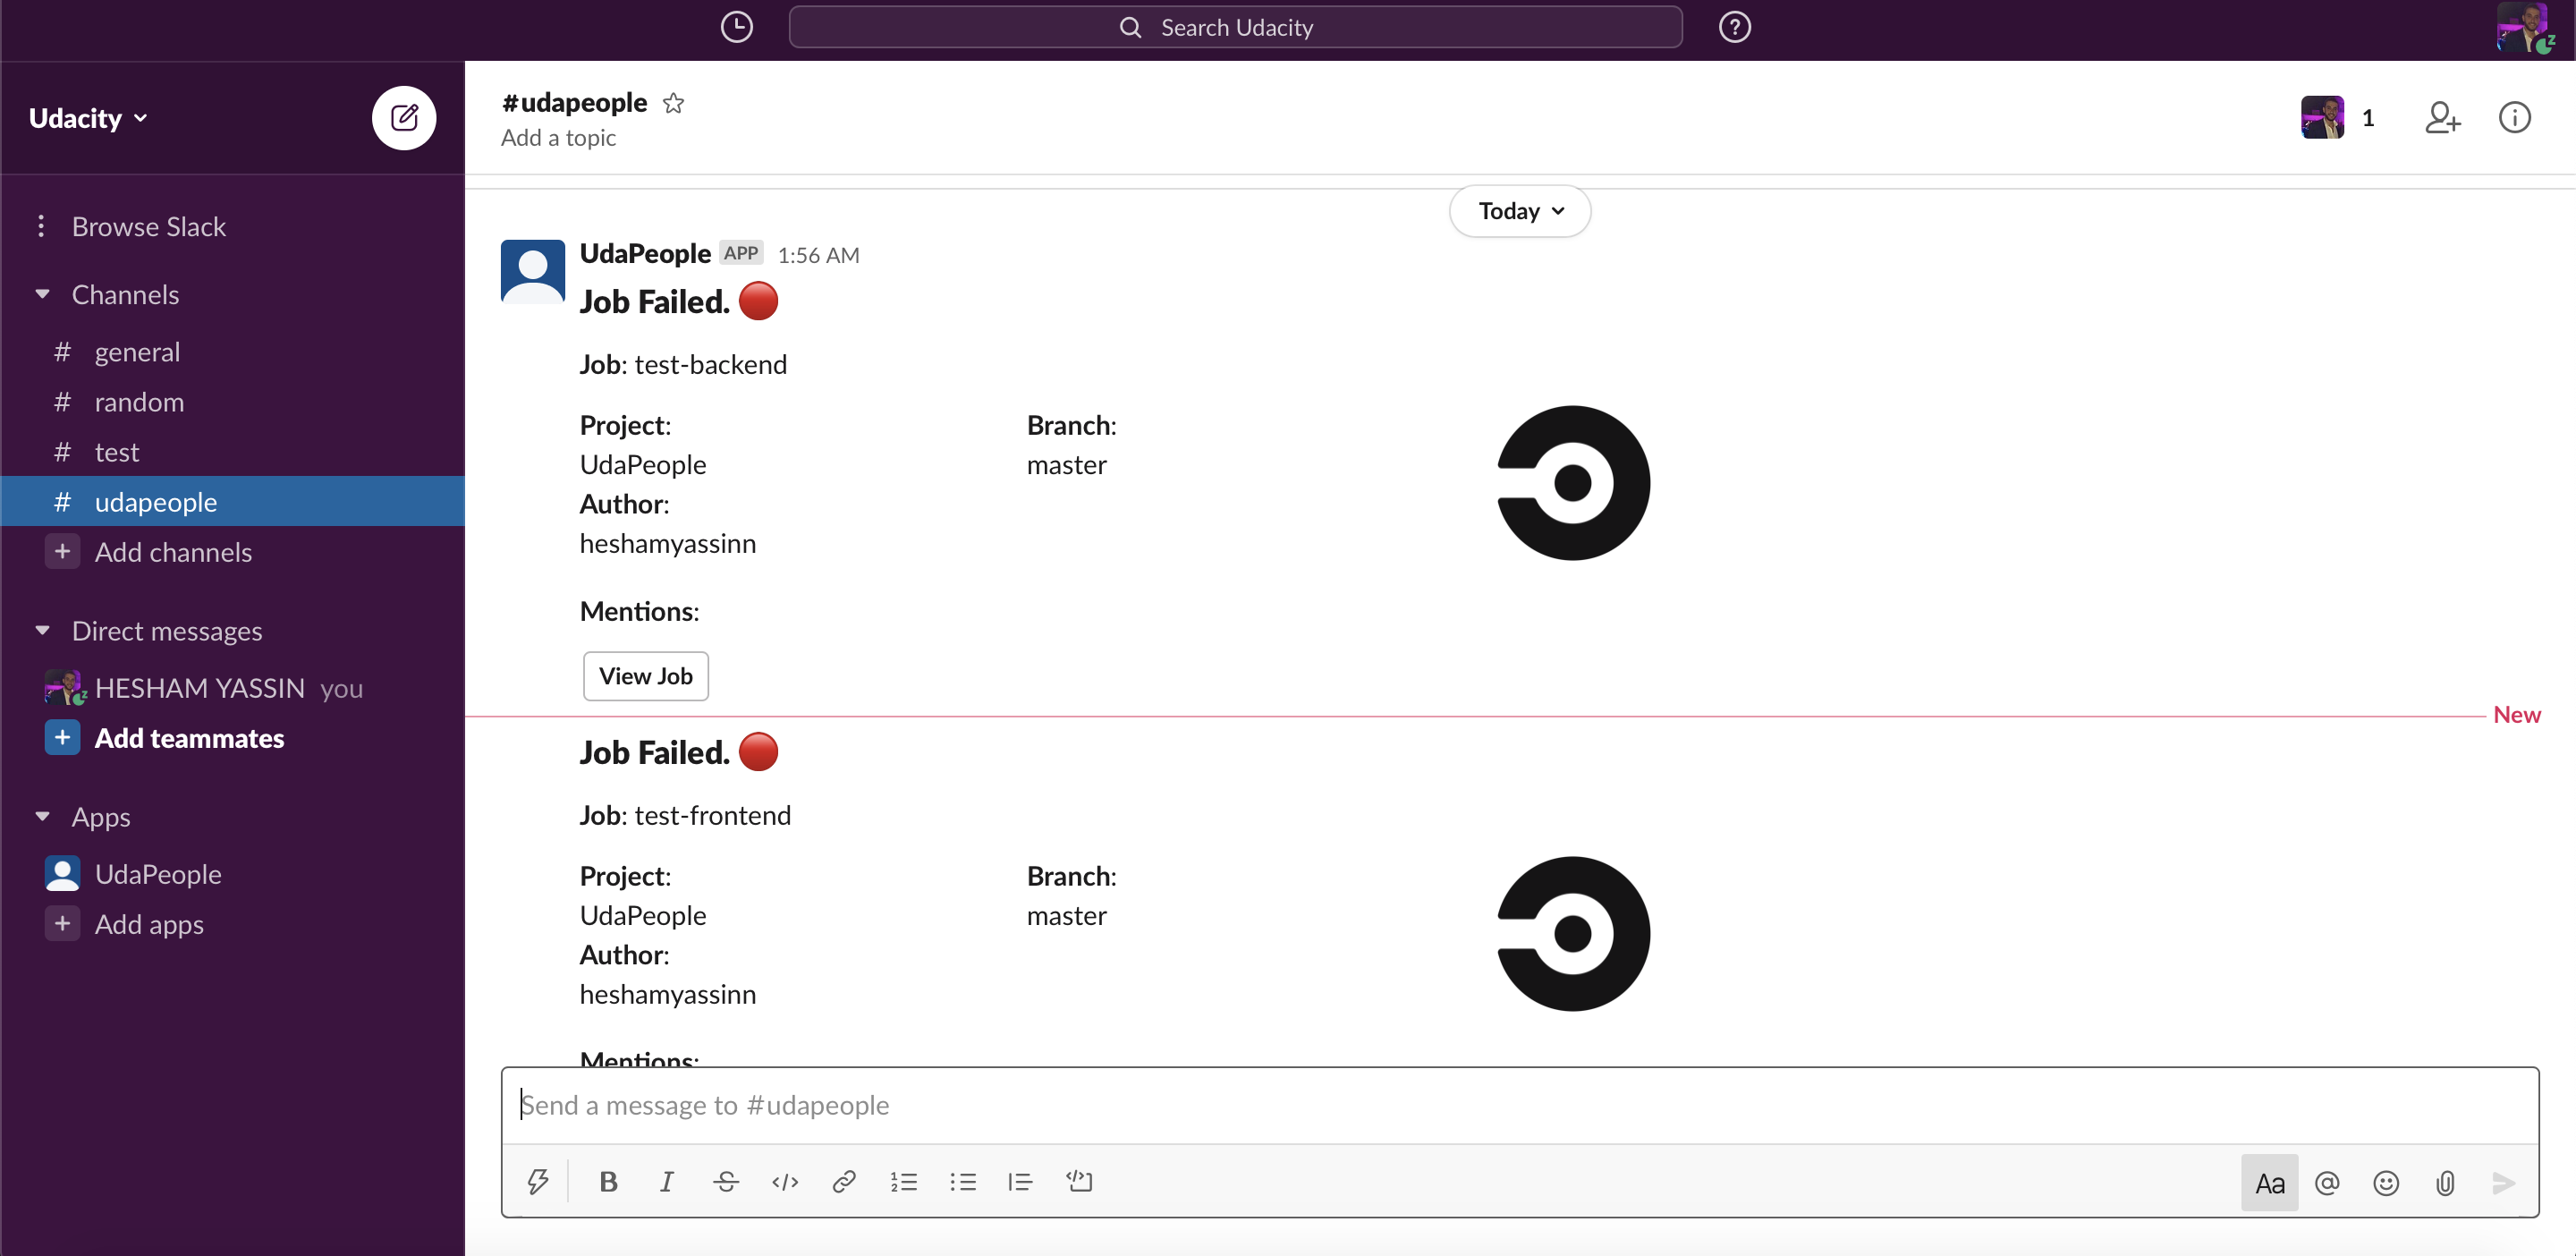 Search Udacity
Udacity
Browse Slack
Channels
# general
# random
# test
# udapeople
+ Add channels
Direct messages
HESHAM YASSIN you
+ Add teammates
Apps
UdaPeople
+ Add apps
#udapeople
Add a topic
1
Today
UdaPeople APP 1:56 AM
Job Failed.
Job: test-backend
Project: Branch:
UdaPeople master
Author:
heshamyassinn
Mentions:
View Job
New
Job Failed.
Job: test-frontend
Project: Branch:
UdaPeople master
Author:
heshamyassinn
Mentions:
Send a message to #udapeople
B I S </> Aa @